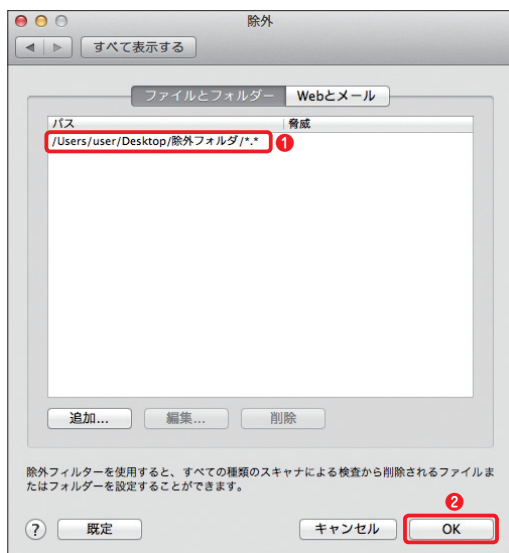 除外
すべて表示する
ファイルとフォルダー Webとメール
パス 脅威
/Users/user/Desktop/除外フォルダ/*.* ❶
追加... 編集... 削除
除外フィルターを使用すると、すべての種類のスキャナによる検査から削除されるファイルま
たはフォルダーを設定することができます。
❷
? 既定 キャンセル OK